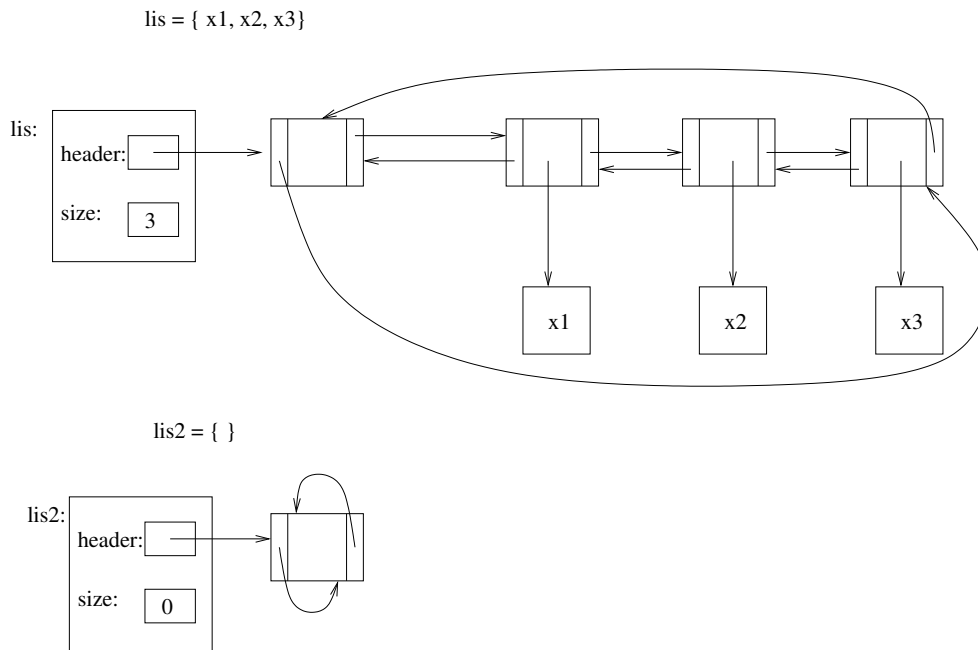 lis = { x1, x2, x3}
lis:
header:
size:
3
x1
x2
x3
lis2 = { }
lis2:
header:
size:
0